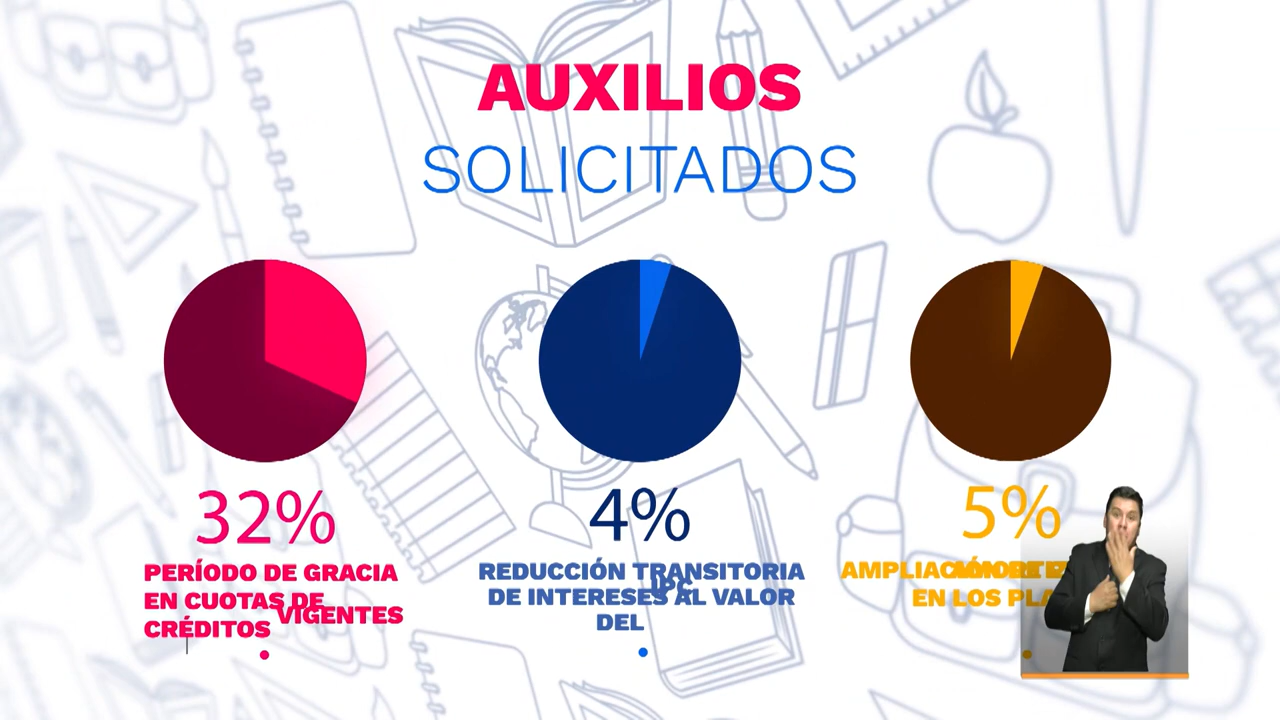 AUXILIOS
SOLICITADOS
32%
4%
5%
PERÍODO DE GRACIA
EN CUOTAS DE
VIGENTES
CRÉDITOS
REDUCCIÓN TRANSITORIA
IPC
DE INTERESES AL VALOR
DEL
EN LOS